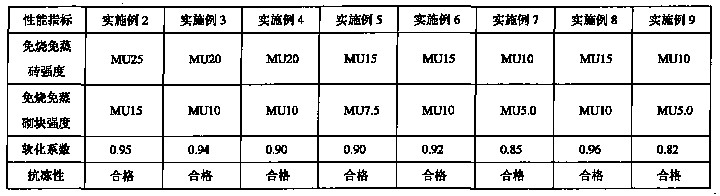 性能指标 实施例2 实施例3 实施例4 实施例5 实施例6 实施例7 实施例8 实施例9
免烧免蒸砖强度 MU25 MU20 MU20 MU15 MU15 MU10 MU15 MU10
免烧免蒸砌块强度 MU15 MU10 MU10 MU7.5 MU10 MU5.0 MU10 MU5.0
软化系数 0.95 0.94 0.90 0.90 0.92 0.85 0.96 0.82
抗冻性 合格 合格 合格 合格 合格 合格 合格 合格